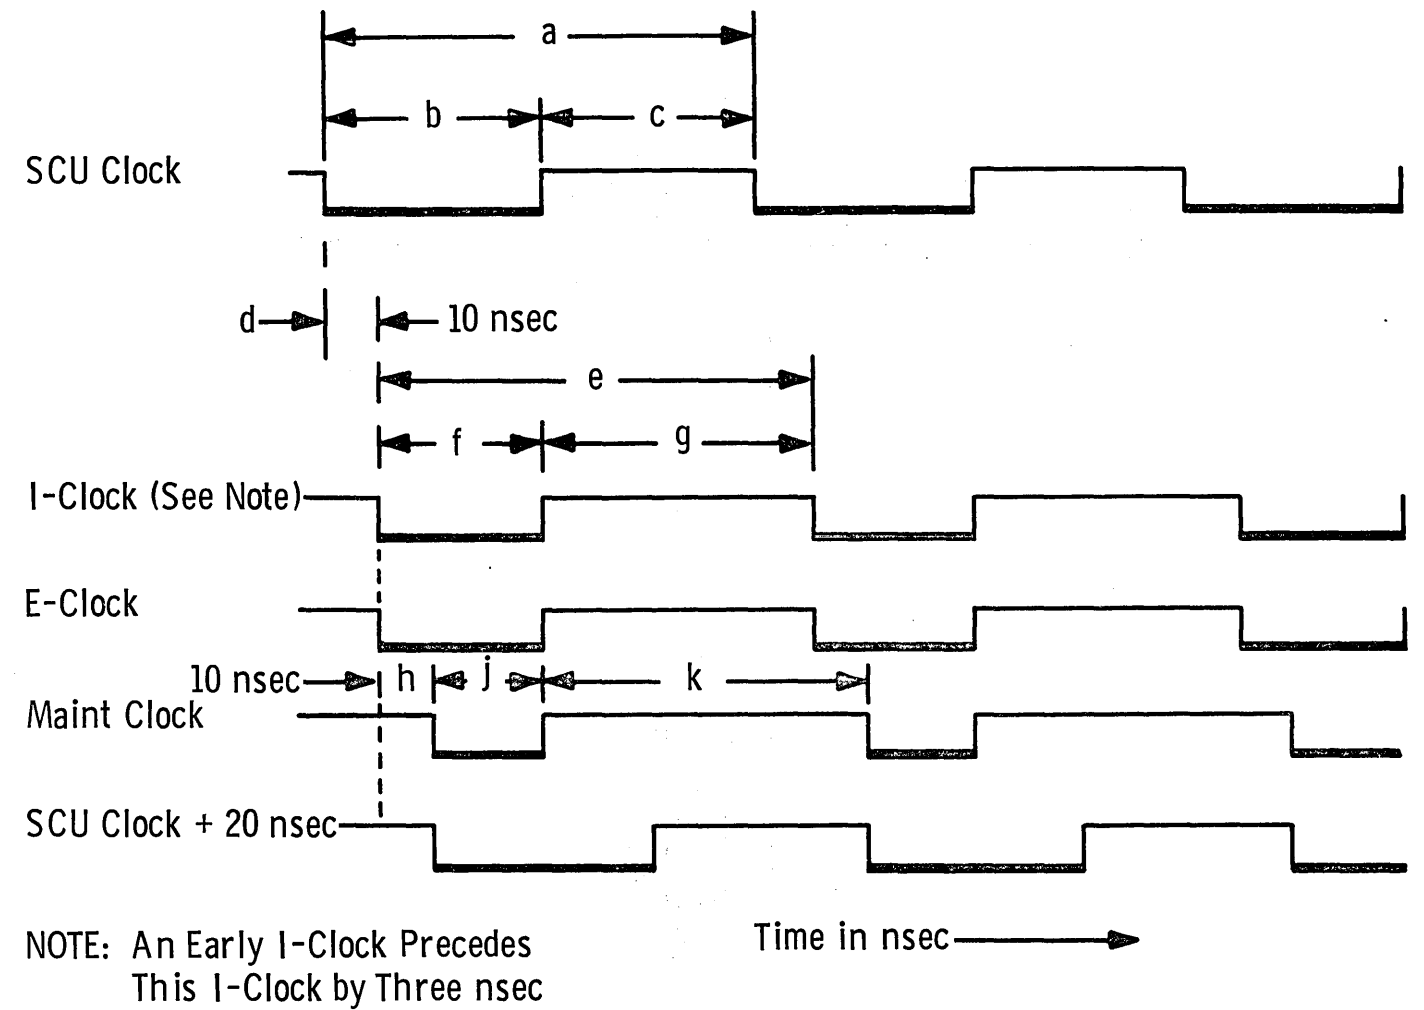 a
b
c
SCU Clock
d
10 nsec
e
f
g
I-Clock (See Note)
E-Clock
10 nsec
h
j
k
Maint Clock
SCU Clock + 20 nsec
NOTE: An Early I-Clock Precedes
This I-Clock by Three nsec
Time in nsec